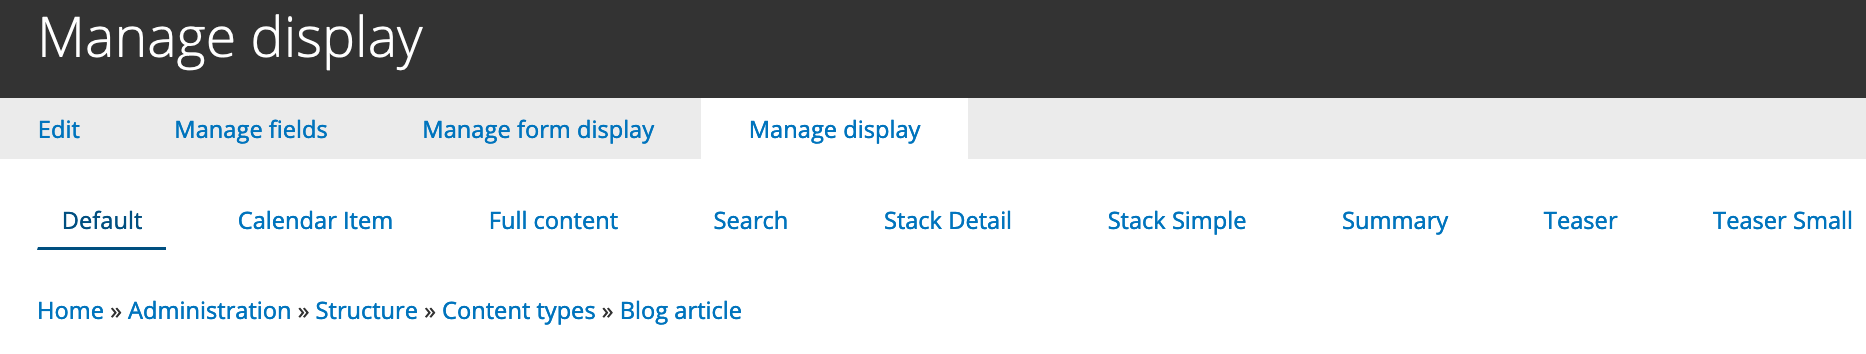 Manage display
Edit Manage fields Manage form display Manage display
Default Calendar Item Full content Search Stack Detail Stack Simple Summary Teaser Teaser Small
Home » Administration » Structure » Content types » Blog article